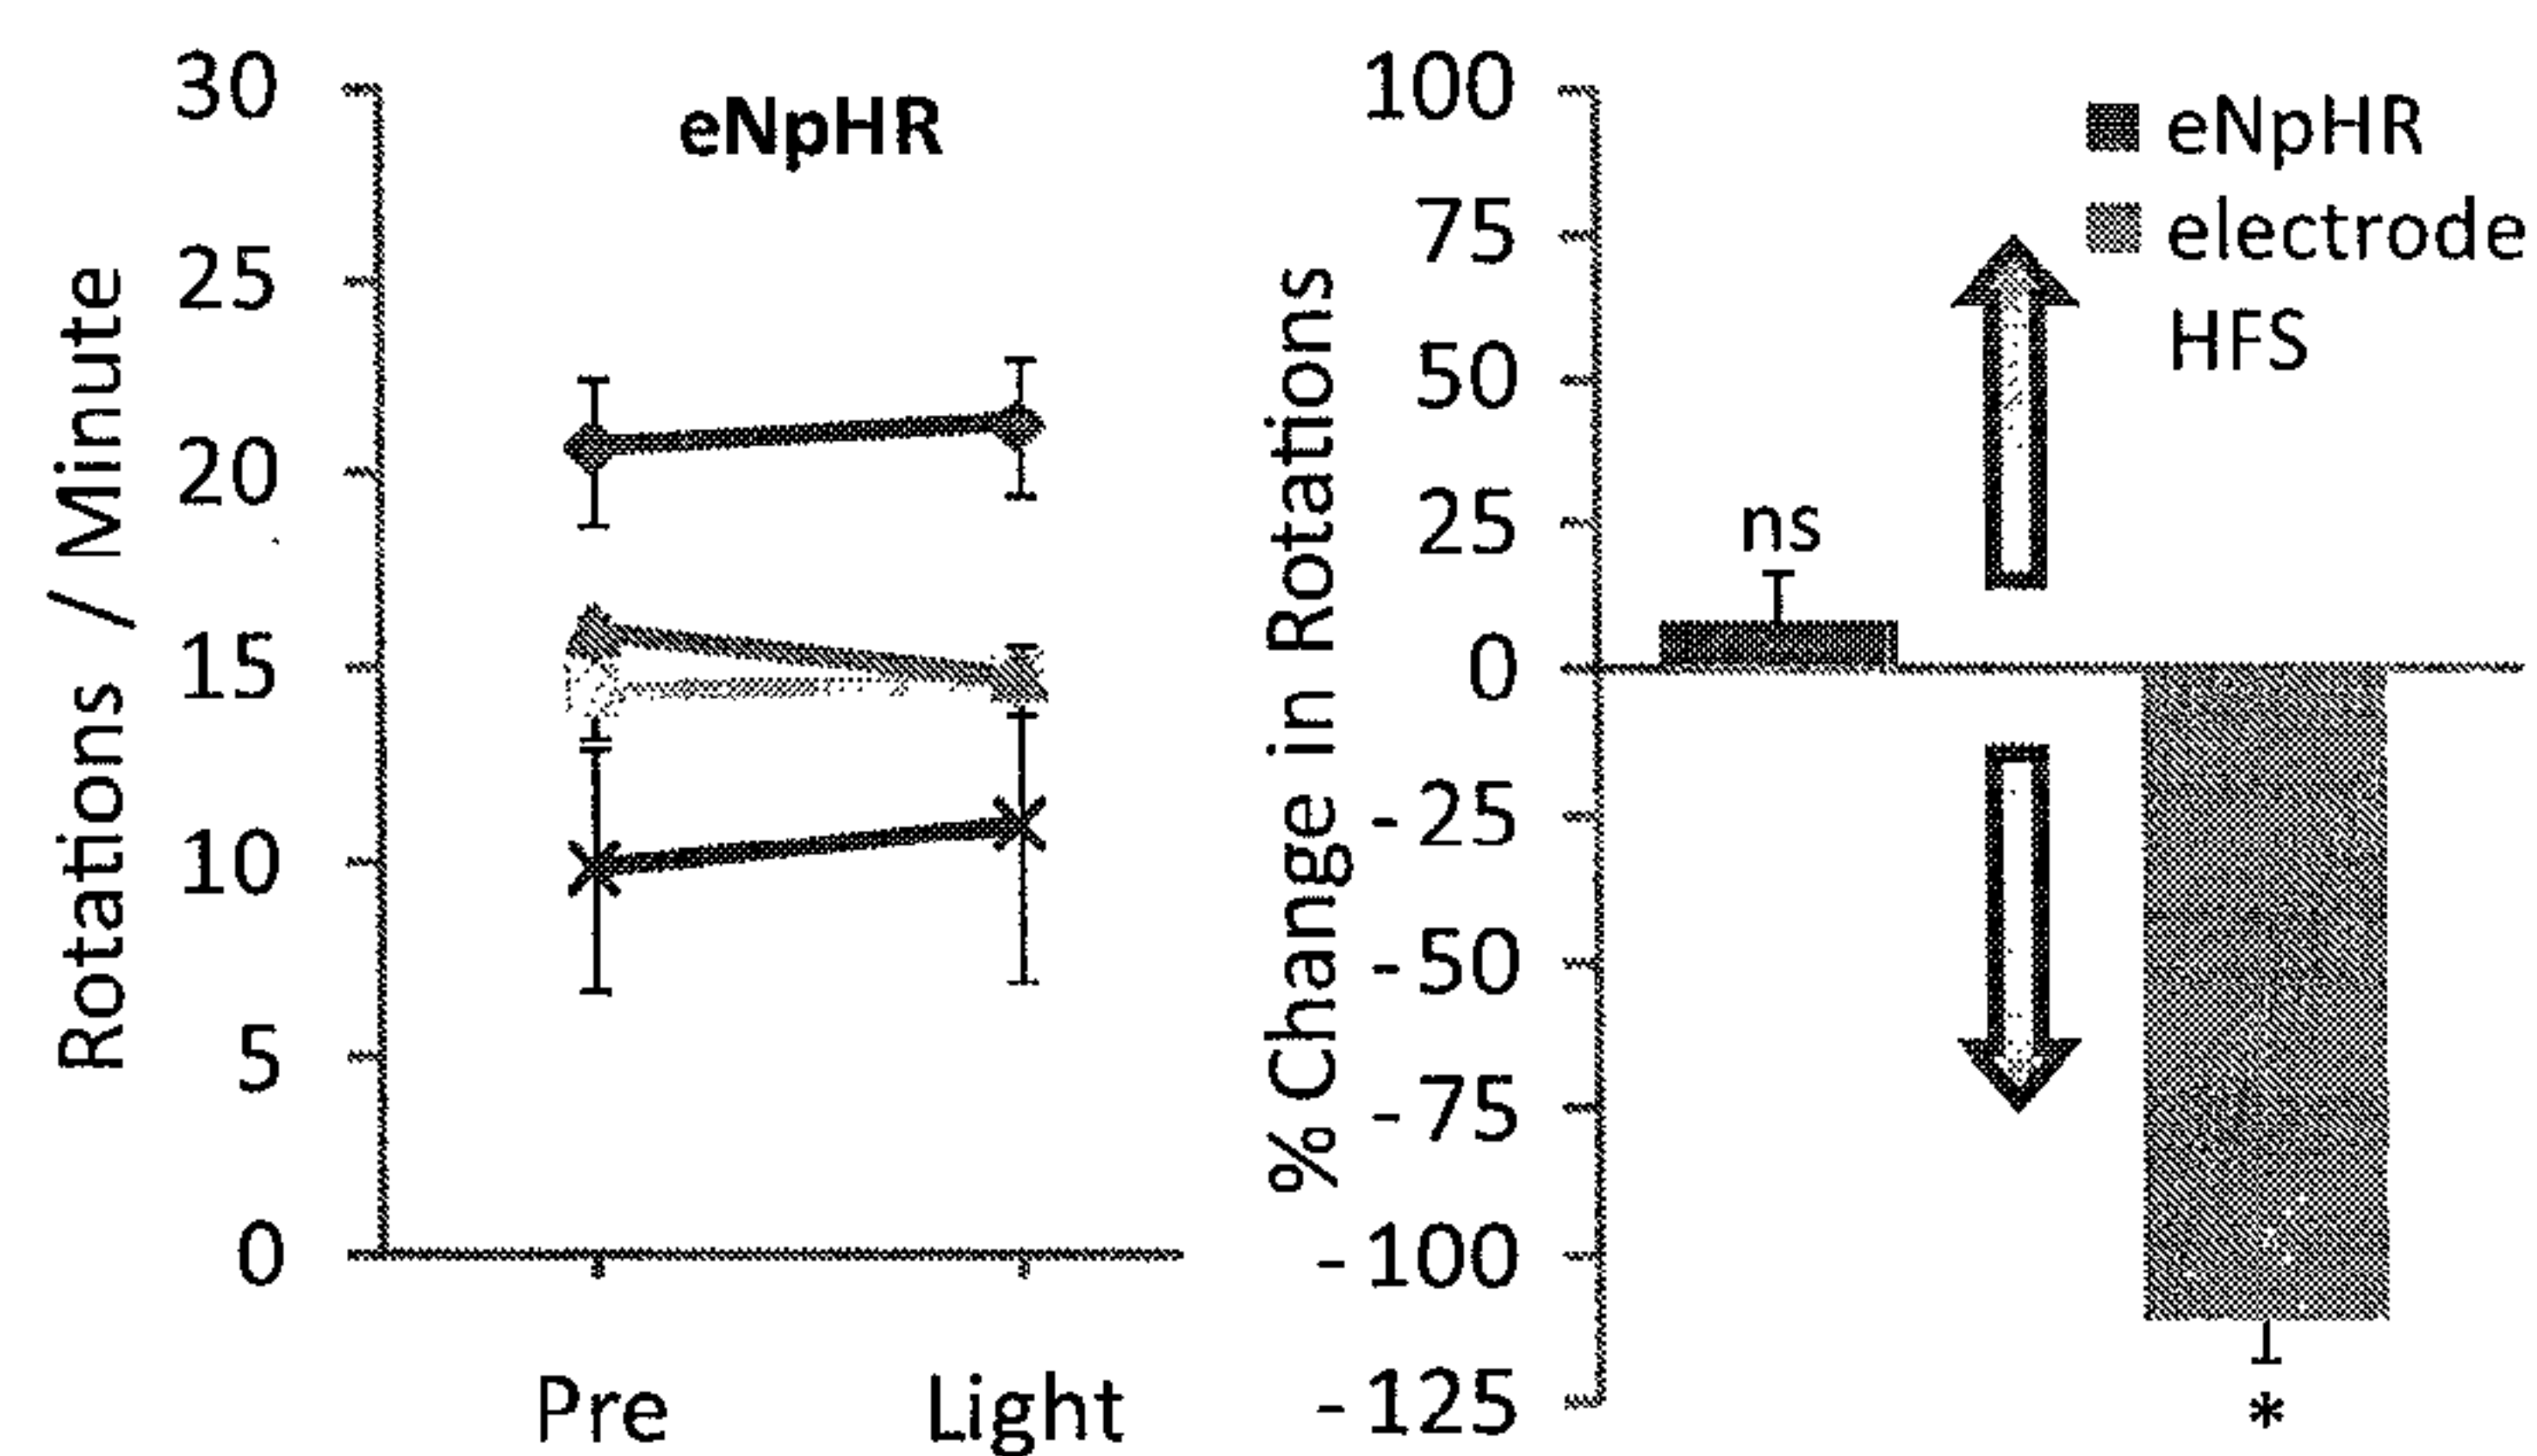 Rotations / Minute
30
25
20
15
10
5
0
eNpHR
Pre
Light
% Change in Rotations
100
75
50
25
0
- 25
- 50
- 75
- 100
- 125
ns
*
eNpHR
electrode
HFS